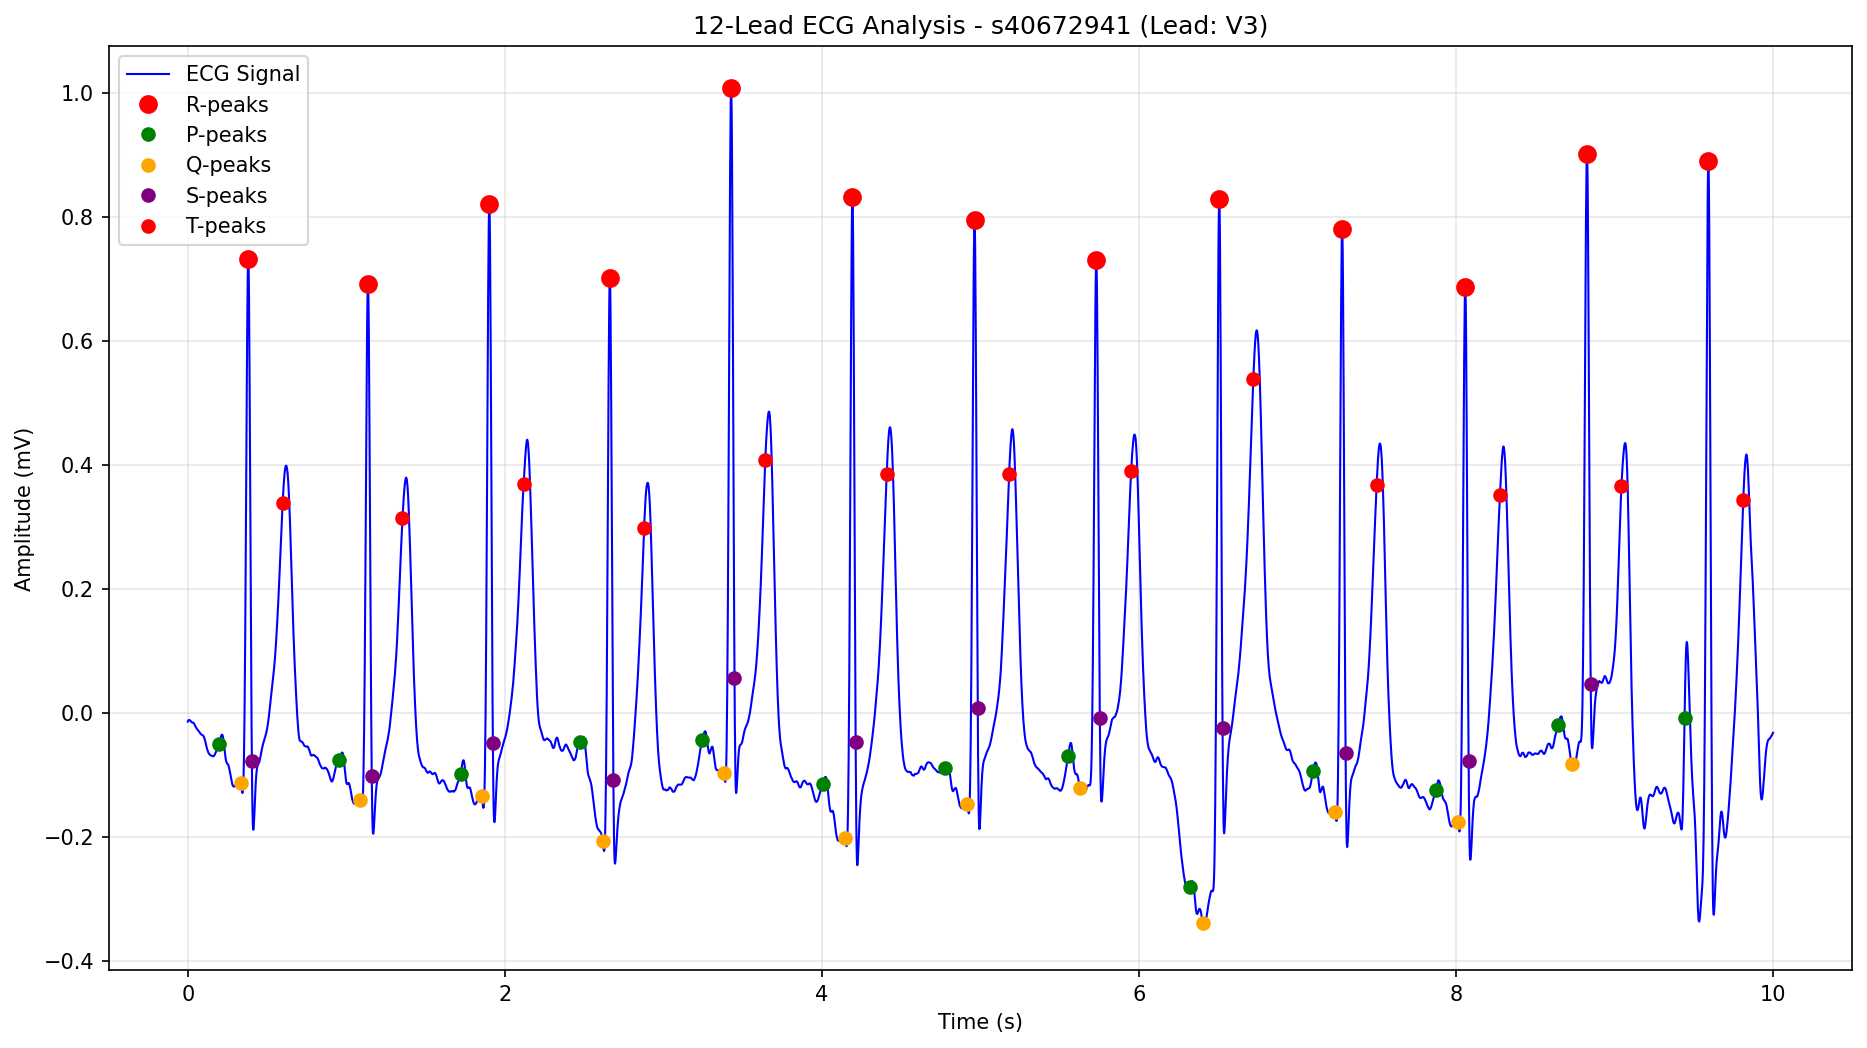 12-Lead ECG Analysis - s40672941 (Lead: V3)
ECG Signal
R-peaks
P-peaks
Q-peaks
S-peaks
T-peaks
Amplitude (mV)
1.0
0.8
0.6
0.4
0.2
0.0
−0.2
−0.4
0 2 4 6 8 10
Time (s)